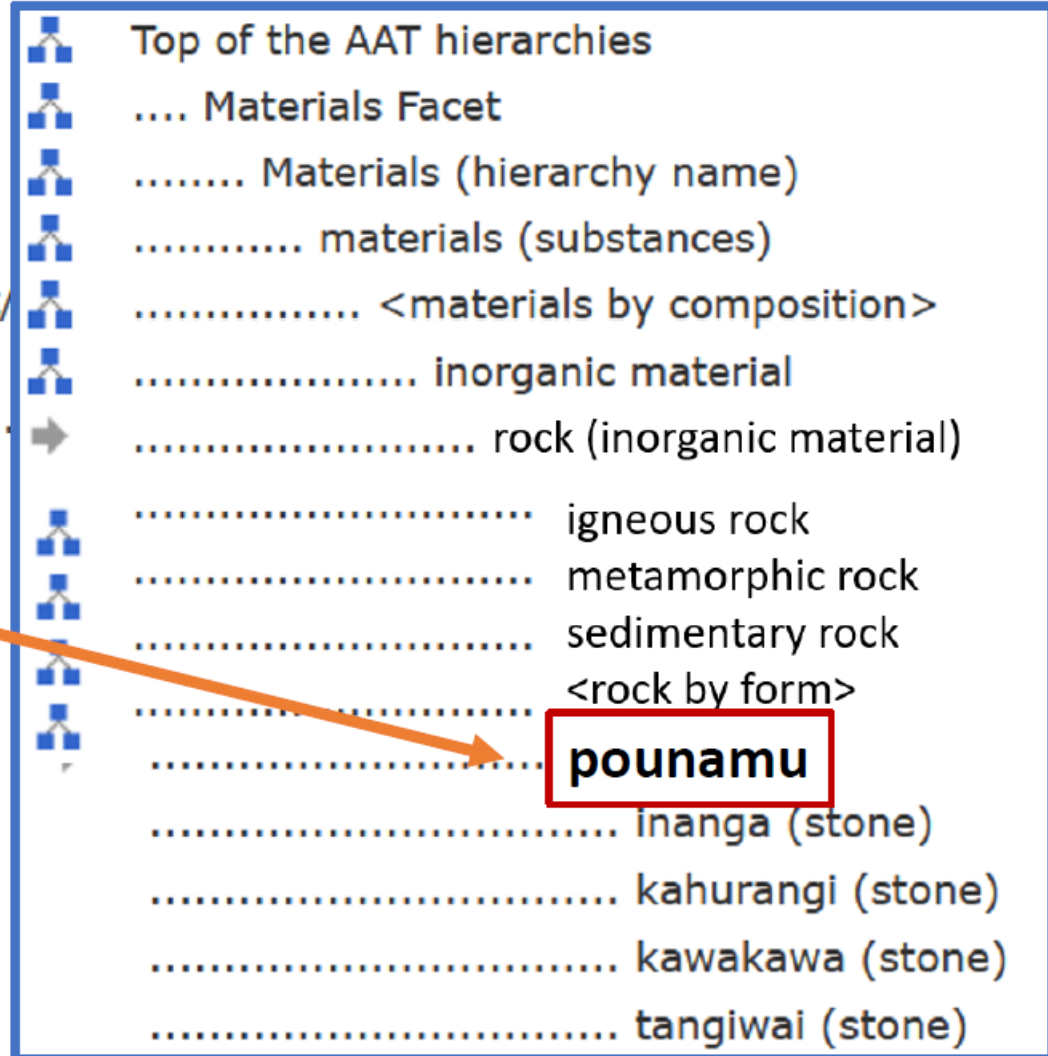 Top of the AAT hierarchies
.... Materials Facet
........ Materials (hierarchy name)
............ materials (substances)
................ <materials by composition>
.................... inorganic material
........................ rock (inorganic material)
............................ igneous rock
............................ metamorphic rock
............................ sedimentary rock
............................ <rock by form>
............................ pounamu
................................ inanga (stone)
................................ kahurangi (stone)
................................ kawakawa (stone)
................................ tangiwai (stone)